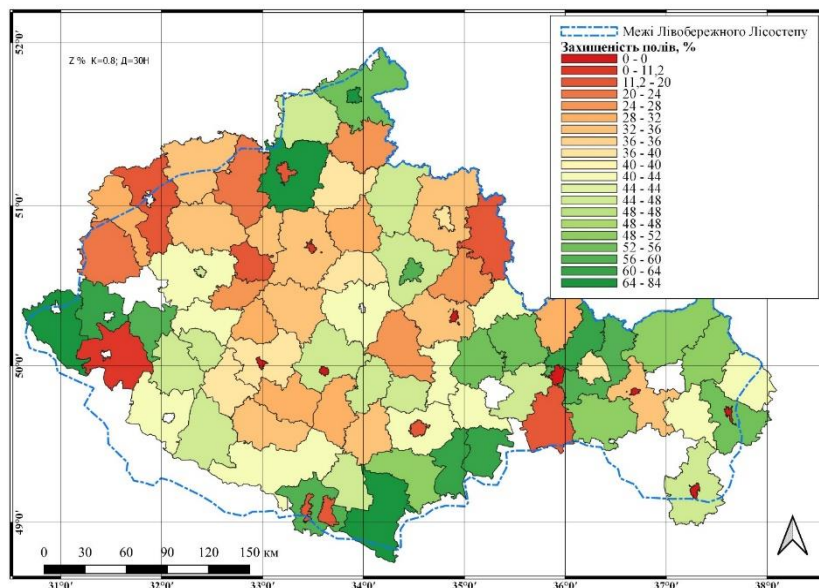 52°0'
Z % К=0.8; Д=30Н
Межі Лівобережного Лісостепу
Захищеність полів, %
0 - 0
0 - 11,2
11,2 - 20
20 - 24
24 - 28
28 - 32
32 - 36
36 - 36
36 - 40
40 - 40
40 - 44
44 - 44
44 - 48
48 - 48
48 - 52
52 - 56
56 - 60
60 - 64
64 - 84
51°0'
50°0'
49°0'
0 30 60 90 120 150 км
31°0' 32°0' 33°0' 34°0' 35°0' 36°0' 37°0' 38°0'